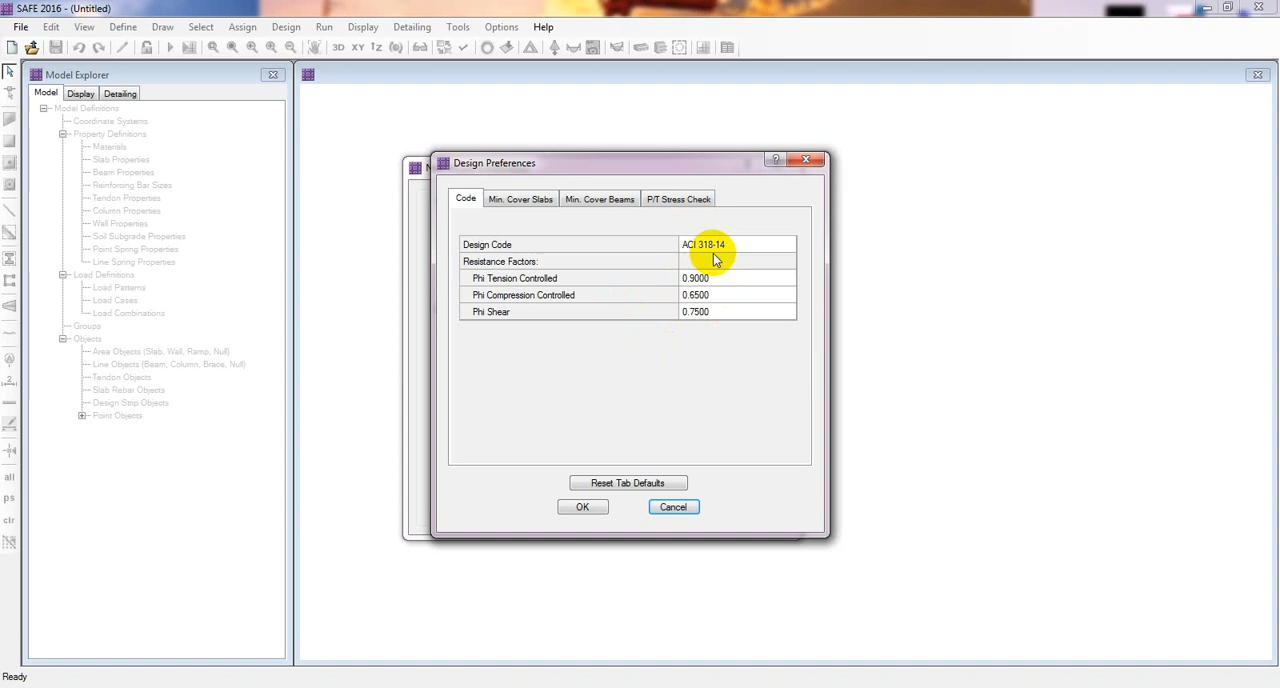 SAFE 2016 - (Untitled)
File Edit View Define Draw Select Assign Design Run Display Detailing Tools Options Help
3D XY
Model Explorer
Model Display Detailing
Model Definitions
Coordinate Systems
Property Definitions
Materials
Slab Properties
Beam Properties
Reinforcing Bar Sizes
Tendon Properties
Column Properties
Wall Properties
Soil Subgrade Properties
Point Spring Properties
Line Spring Properties
Load Definitions
Load Patterns
Load Cases
Load Combinations
Groups
Objects
Area Objects (Slab, Wall, Ramp, Null)
Line Objects (Beam, Column, Brace, Null)
Tendon Objects
Slab Rebar Objects
Design Strip Objects
Point Objects
all
ps
clr
Design Preferences
Code Min. Cover Slabs Min. Cover Beams P/T Stress Check
Design Code ACI 318-14
Resistance Factors:
Phi Tension Controlled 0.9000
Phi Compression Controlled 0.6500
Phi Shear 0.7500
Reset Tab Defaults
OK Cancel
Ready